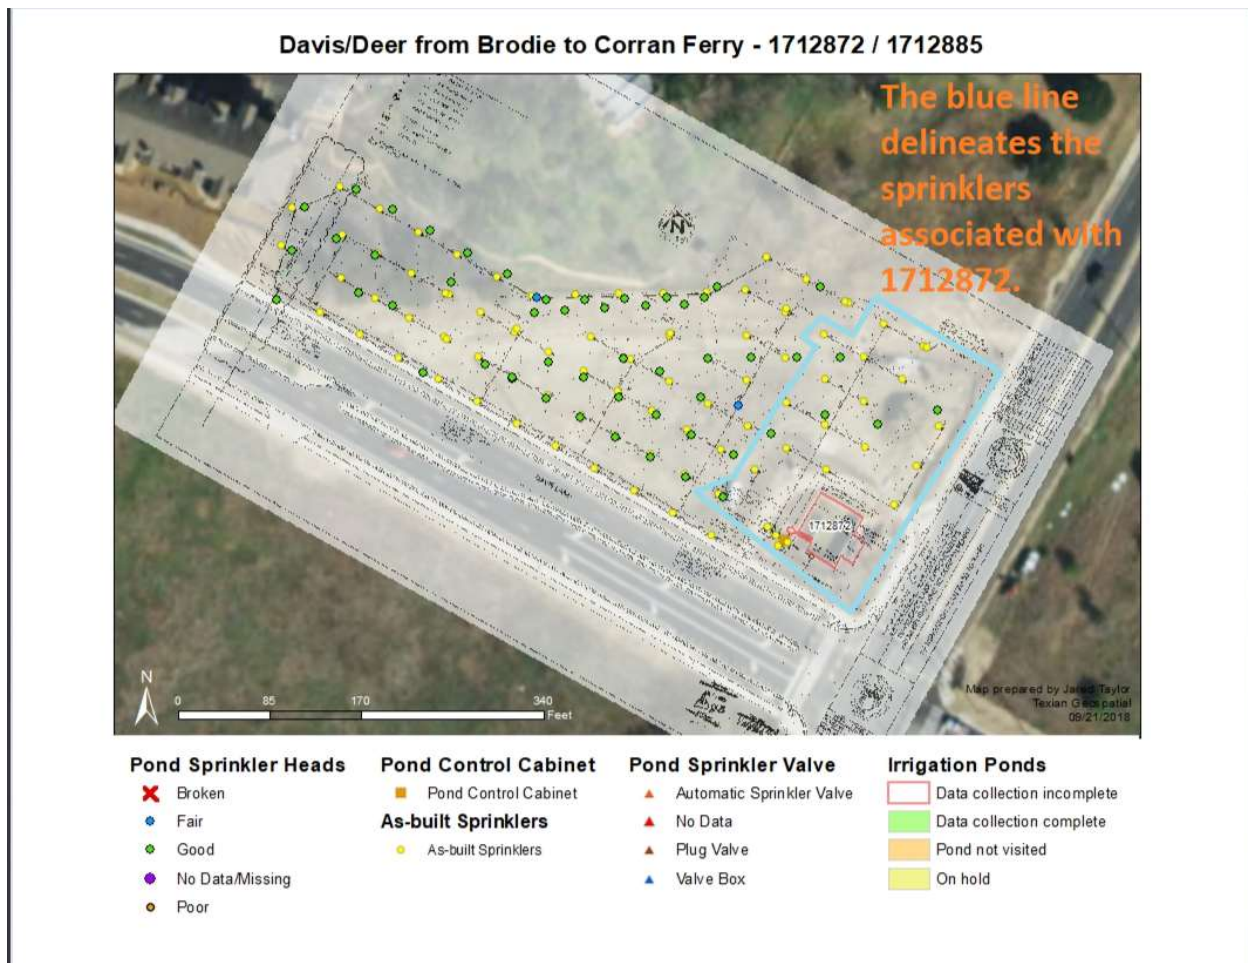 Davis/Deer from Brodie to Corran Ferry - 1712872 / 1712885
The blue line
delineates the
sprinklers
associated with
1712872.
N
1712872
N
0 85 170 340
Feet
Map prepared by Jared Taylor
Texian Geospatial
09/21/2018
Pond Sprinkler Heads
Broken
Fair
Good
No Data/Missing
Poor
Pond Control Cabinet
Pond Control Cabinet
As-built Sprinklers
As-built Sprinklers
Pond Sprinkler Valve
Automatic Sprinkler Valve
No Data
Plug Valve
Valve Box
Irrigation Ponds
Data collection incomplete
Data collection complete
Pond not visited
On hold